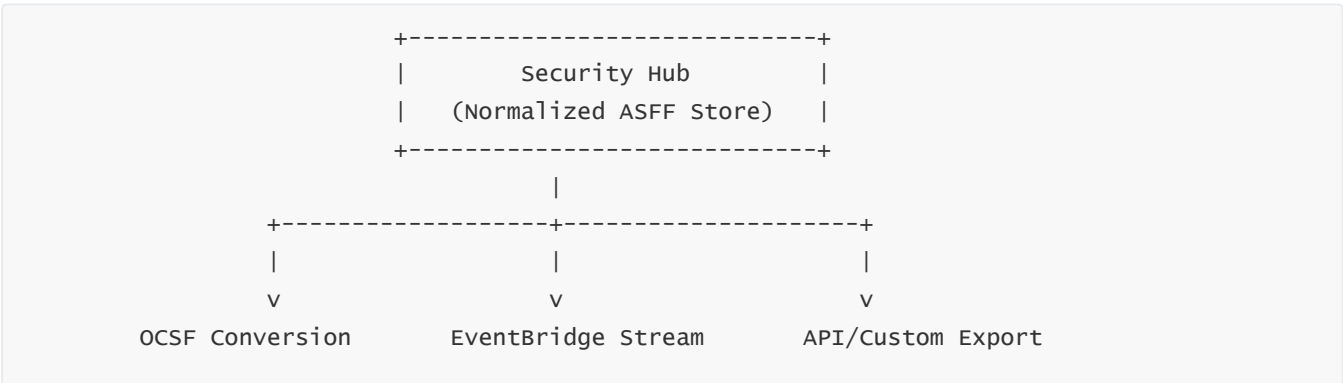 +-----------------------------+
|        Security Hub         |
|   (Normalized ASFF Store)   |
+-----------------------------+
|
+-------------------+---------------------+
|                   |                     |
v                   v                     v
OCSF Conversion       EventBridge Stream       API/Custom Export